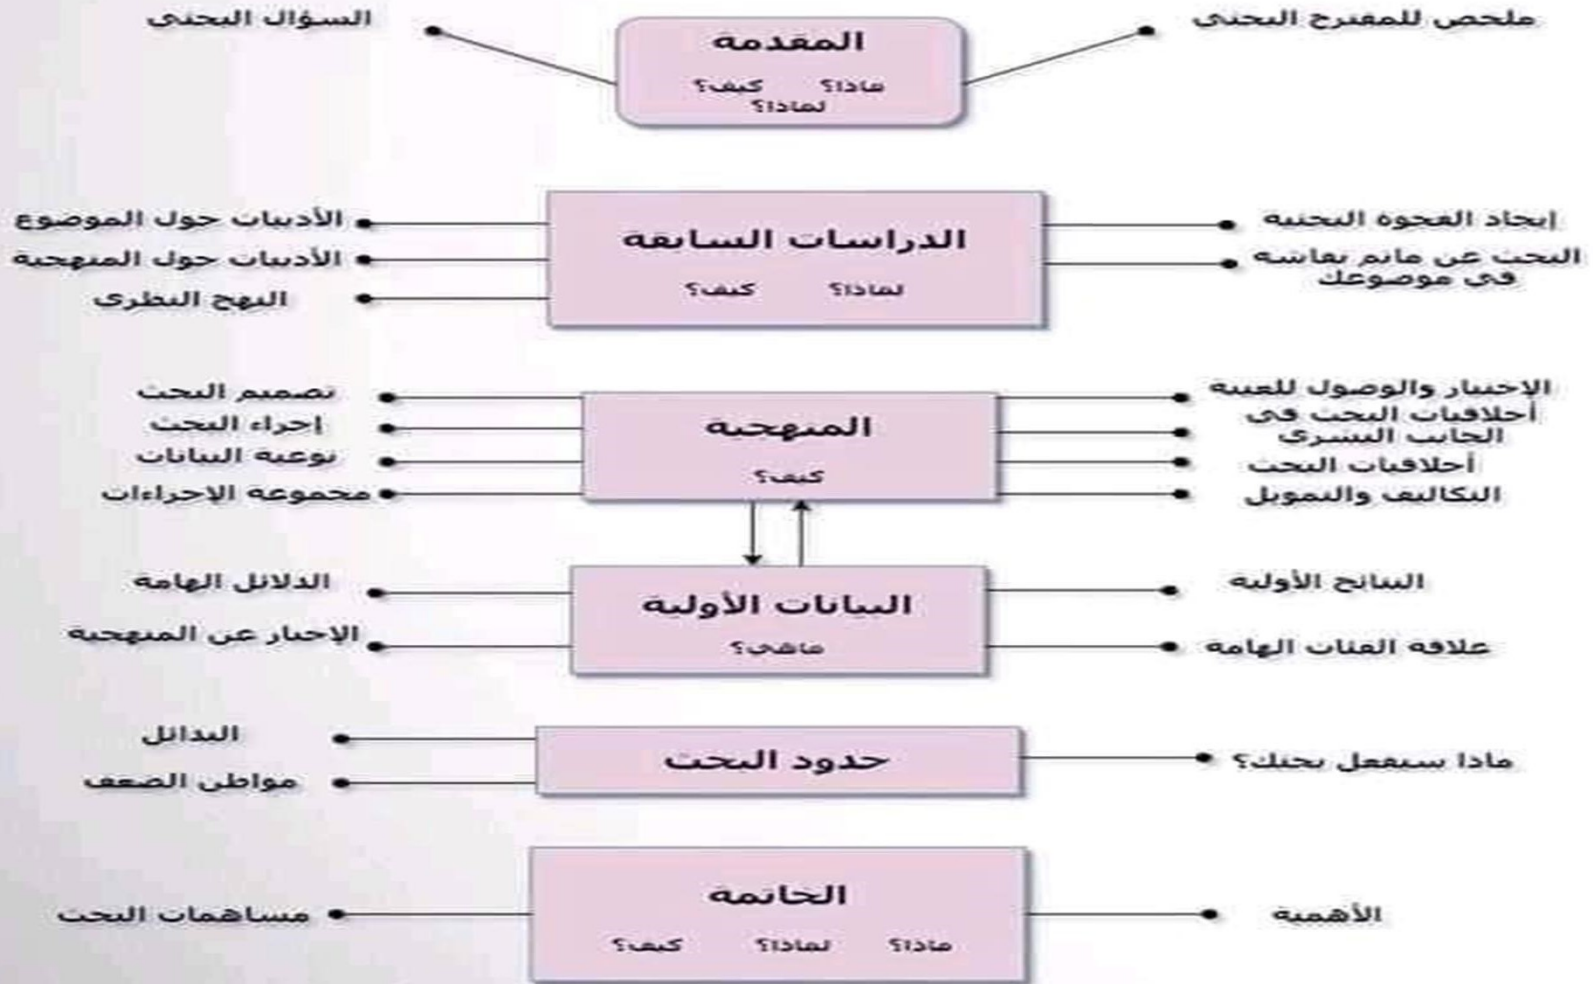 ملخص للمقترح البحثي
المقدمة
ماذا؟ كيف؟
لماذا؟
السؤال البحثي
إيجاد الفجوة البحثية
البحث عن ماتم نقاشه
في موضوعك
الدراسات السابقة
لماذا؟ كيف؟
الأدبيات حول الموضوع
الأدبيات حول المنهجية
النهج النظري
الإختيار والوصول للعينة
أخلاقيات البحث في
الجانب البشري
أخلاقيات البحث
التكاليف والتمويل
المنهجية
كيف؟
تصميم البحث
إجراء البحث
نوعية البيانات
مجموعة الإجراءات
النتائج الأولية
علاقة الفئات الهامة
البيانات الأولية
ماهي؟
الدلائل الهامة
الإخبار عن المنهجية
ماذا سيفعل بحثك؟
حدود البحث
البدائل
مواطن الضعف
الأهمية
الخاتمة
ماذا؟ لماذا؟ كيف؟
مساهمات البحث